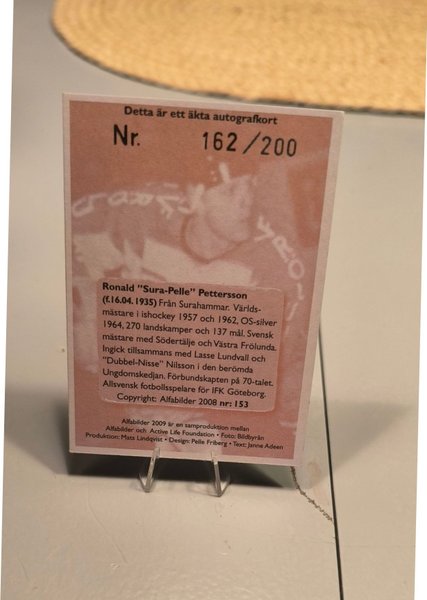 Detta är ett äkta autografkort
Nr. 162/200
Ronald "Sura-Pelle" Pettersson
(f.16.04. 1935) Från Surahammar. Världs-
mästare i ishockey 1957 och 1962, OS-silver
1964, 270 landskamper och 137 mål. Svensk
mästare med Södertälje och Västra Frölunda.
Ingick tillsammans med Lasse Lundvall och
"Dubbel-Nisse" Nilsson i den berömda
Ungdomskedjan. Förbundskapten på 70-talet.
Allsvensk fotbollsspelare för IFK Göteborg.
Copyright: Alfabilder 2008 nr: 153
Alfabilder 2009 är en samproduktion mellan
Alfabilder och Active Life Foundation • Foto: Bildbyrån
Produktion: Mats Lindqvist • Design: Pelle Friberg • Text: Janne Adeen